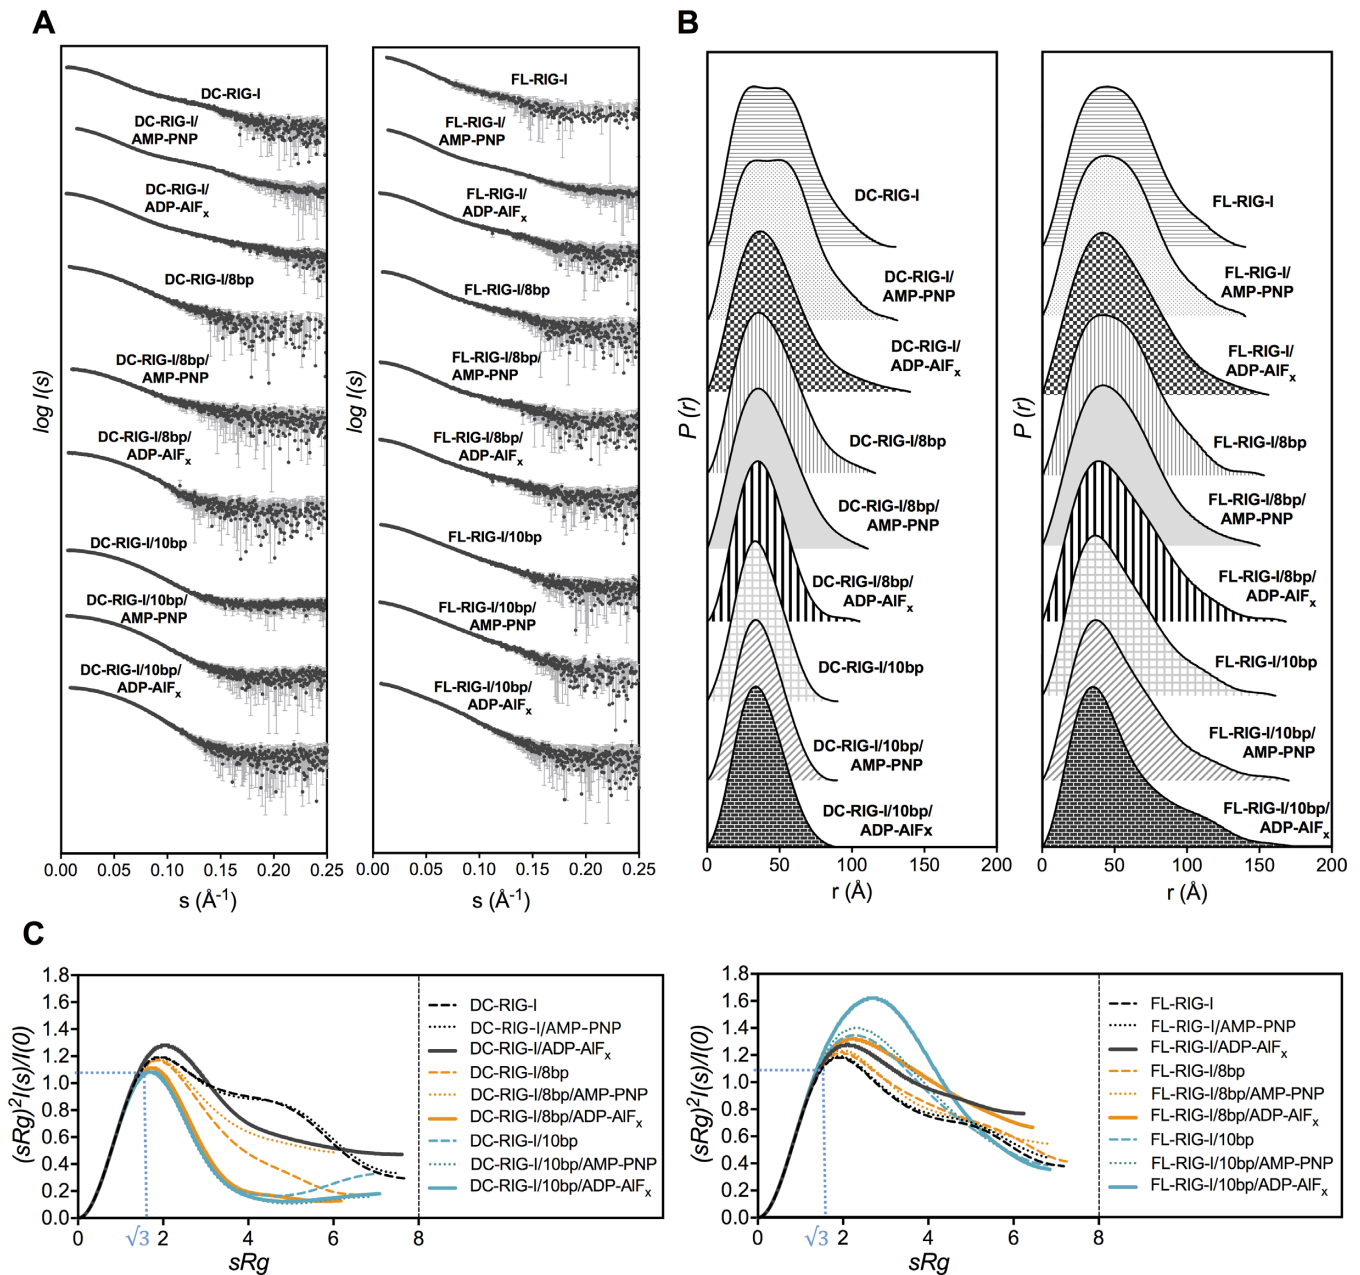 A
B
DC-RIG-I
DC-RIG-I/
AMP-PNP
DC-RIG-I/
ADP-AlFx
DC-RIG-I/8bp
DC-RIG-I/8bp/
AMP-PNP
DC-RIG-I/8bp/
ADP-AlFx
DC-RIG-I/10bp
DC-RIG-I/10bp/
AMP-PNP
DC-RIG-I/10bp/
ADP-AlFx
log I(s)
0.00 0.05 0.10 0.15 0.20 0.25
s (Å-1)
FL-RIG-I
FL-RIG-I/
AMP-PNP
FL-RIG-I/
ADP-AlFx
FL-RIG-I/8bp
FL-RIG-I/8bp/
AMP-PNP
FL-RIG-I/8bp/
ADP-AlFx
FL-RIG-I/10bp
FL-RIG-I/10bp/
AMP-PNP
FL-RIG-I/10bp/
ADP-AlFx
log I(s)
0.00 0.05 0.10 0.15 0.20 0.25
s (Å-1)
DC-RIG-I
DC-RIG-I/
AMP-PNP
DC-RIG-I/
ADP-AlFx
DC-RIG-I/8bp
DC-RIG-I/8bp/
AMP-PNP
DC-RIG-I/8bp/
ADP-AlFx
DC-RIG-I/10bp
DC-RIG-I/10bp/
AMP-PNP
DC-RIG-I/10bp/
ADP-AlFx
P (r)
0 50 100 150 200
r (Å)
FL-RIG-I
FL-RIG-I/
AMP-PNP
FL-RIG-I/
ADP-AlFx
FL-RIG-I/8bp
FL-RIG-I/8bp/
AMP-PNP
FL-RIG-I/8bp/
ADP-AlFx
FL-RIG-I/10bp
FL-RIG-I/10bp/
AMP-PNP
FL-RIG-I/10bp/
ADP-AlFx
P (r)
0 50 100 150 200
r (Å)
C
(sRg)2I(s)/I(0)
1.8
1.6
1.4
1.2
1.0
0.8
0.6
0.4
0.2
0.0
0 √3 2 4 6 8
sRg
DC-RIG-I
DC-RIG-I/AMP-PNP
DC-RIG-I/ADP-AlFx
DC-RIG-I/8bp
DC-RIG-I/8bp/AMP-PNP
DC-RIG-I/8bp/ADP-AlFx
DC-RIG-I/10bp
DC-RIG-I/10bp/AMP-PNP
DC-RIG-I/10bp/ADP-AlFx
(sRg)2I(s)/I(0)
1.8
1.6
1.4
1.2
1.0
0.8
0.6
0.4
0.2
0.0
0 √3 2 4 6 8
sRg
FL-RIG-I
FL-RIG-I/AMP-PNP
FL-RIG-I/ADP-AlFx
FL-RIG-I/8bp
FL-RIG-I/8bp/AMP-PNP
FL-RIG-I/8bp/ADP-AlFx
FL-RIG-I/10bp
FL-RIG-I/10bp/AMP-PNP
FL-RIG-I/10bp/ADP-AlFx